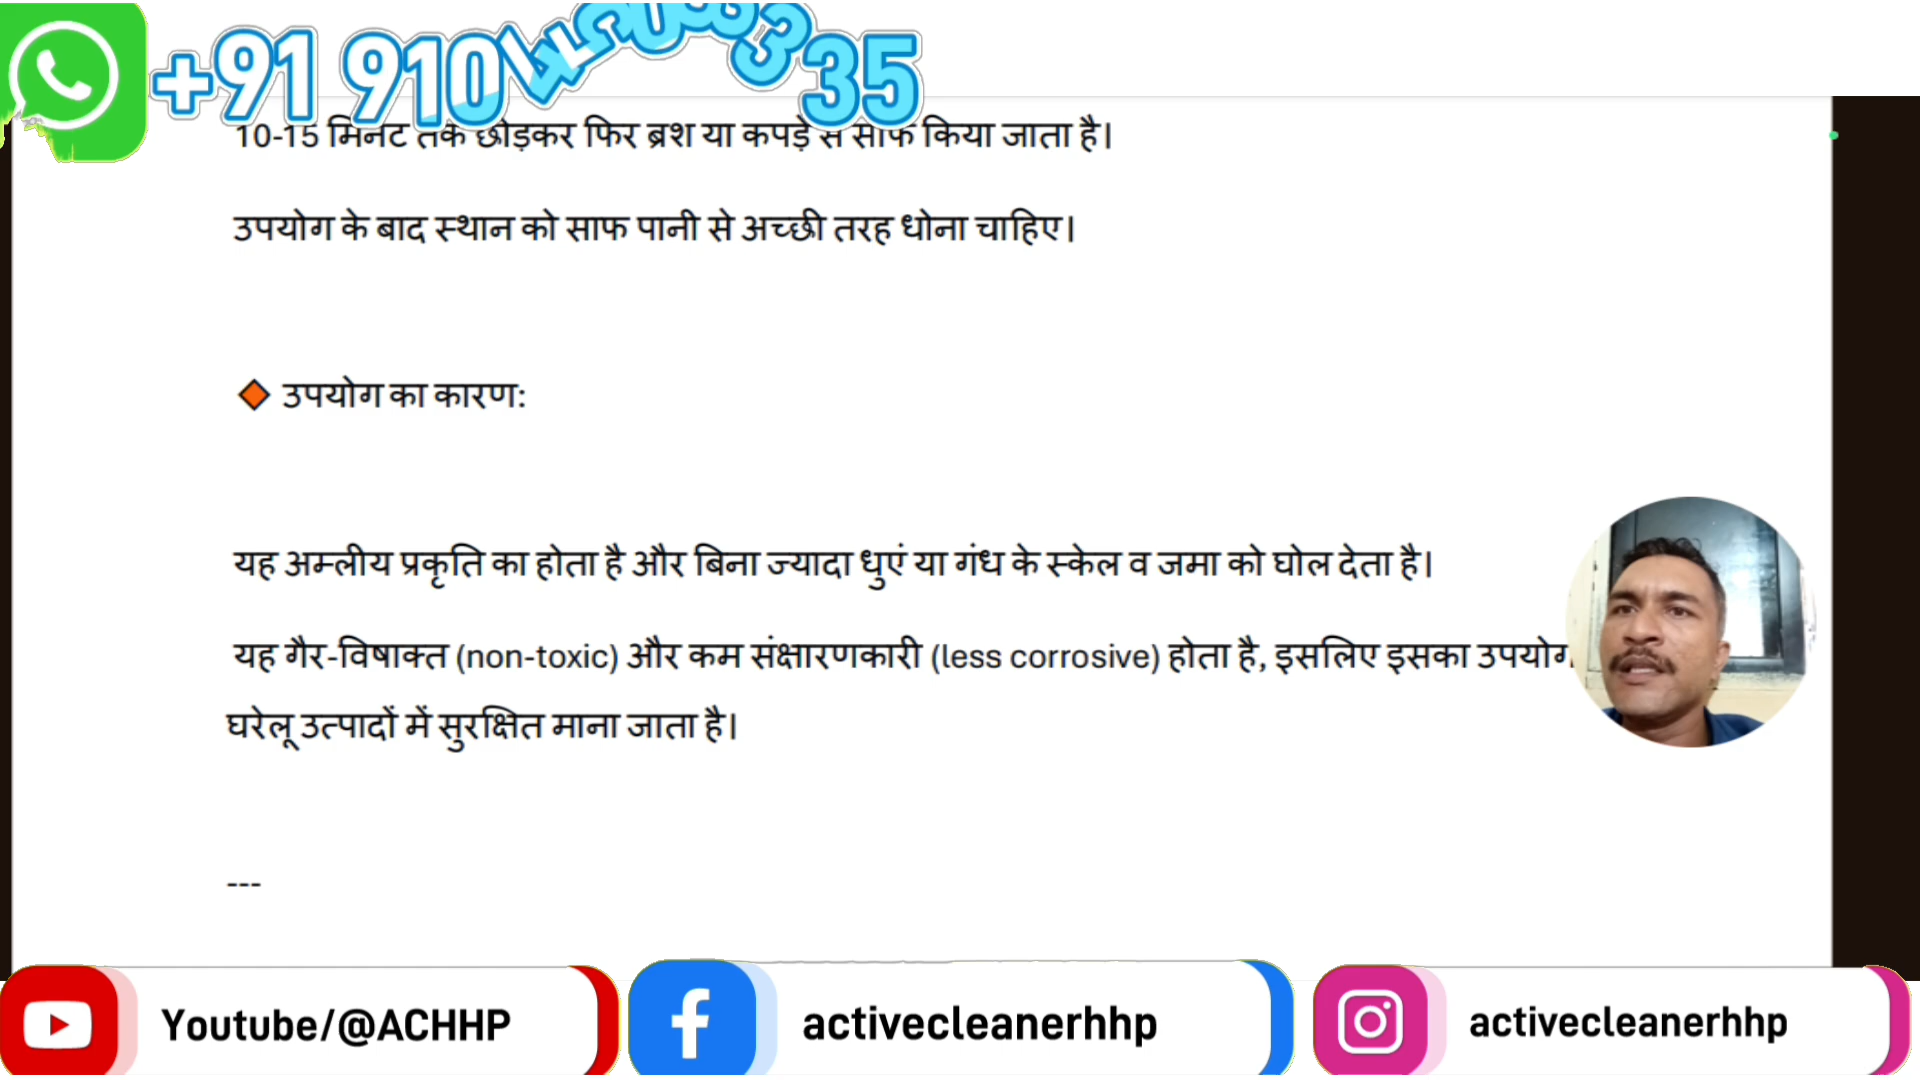 +91 910 35
10-15 मिनट तक छोड़कर फिर ब्रश या कपड़े से साफ किया जाता है।
उपयोग के बाद स्थान को साफ पानी से अच्छी तरह धोना चाहिए।
उपयोग का कारण:
यह अम्लीय प्रकृति का होता है और बिना ज्यादा धुएं या गंध के स्केल व जमा को घोल देता है।
यह गैर-विषाक्त (non-toxic) और कम संक्षारणकारी (less corrosive) होता है, इसलिए इसका उपयोग
घरेलू उत्पादों में सुरक्षित माना जाता है।
---
Youtube/@ACHHP activecleanerhhp activecleanerhhp